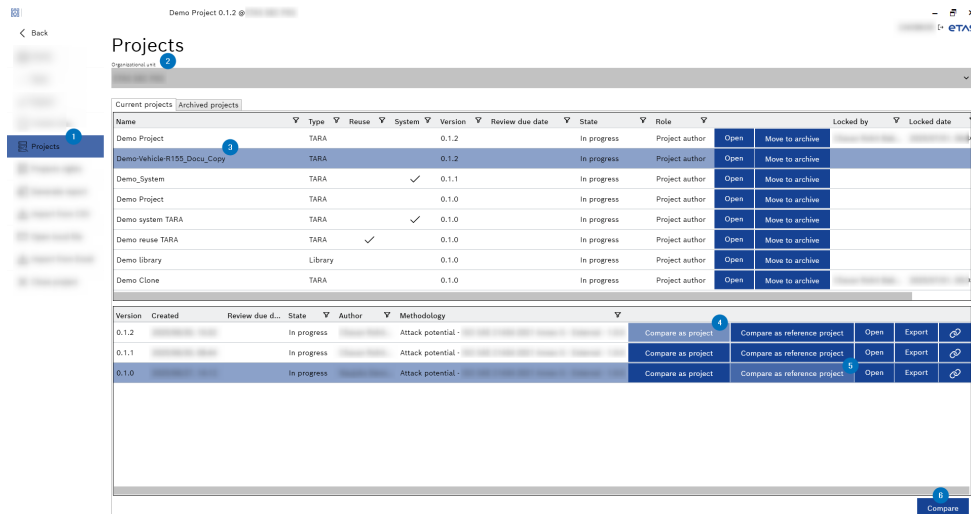 Demo Project 0.1.2 @
Back
ETAS
Projects
Organizational unit 2
Current projects Archived projects
1
Projects
Name Type Reuse System Version Review due date State Role Locked by Locked date
Demo Project TARA 0.1.2 In progress Project author Open Move to archive
3
Demo-Vehicle-R155_Docu_Copy TARA 0.1.2 In progress Project author
Demo_System TARA 0.1.1 In progress Project author Open Move to archive
Demo Project TARA 0.1.0 In progress Project author Open Move to archive
Demo system TARA TARA 0.1.0 In progress Project author Open Move to archive
Demo reuse TARA TARA 0.1.0 In progress Project author Open Move to archive
Demo library Library 0.1.0 In progress Project author Open Move to archive
Demo Clone TARA 0.1.0 In progress Project author Open Move to archive
Version Created Review due d... State Author Methodology
4
0.1.2 In progress Attack potential - Compare as project Compare as reference project Open Export
0.1.1 In progress Attack potential - Compare as project Compare as reference project Open Export
5
0.1.0 In progress Attack potential - Compare as project Compare as reference project Open Export
6
Compare